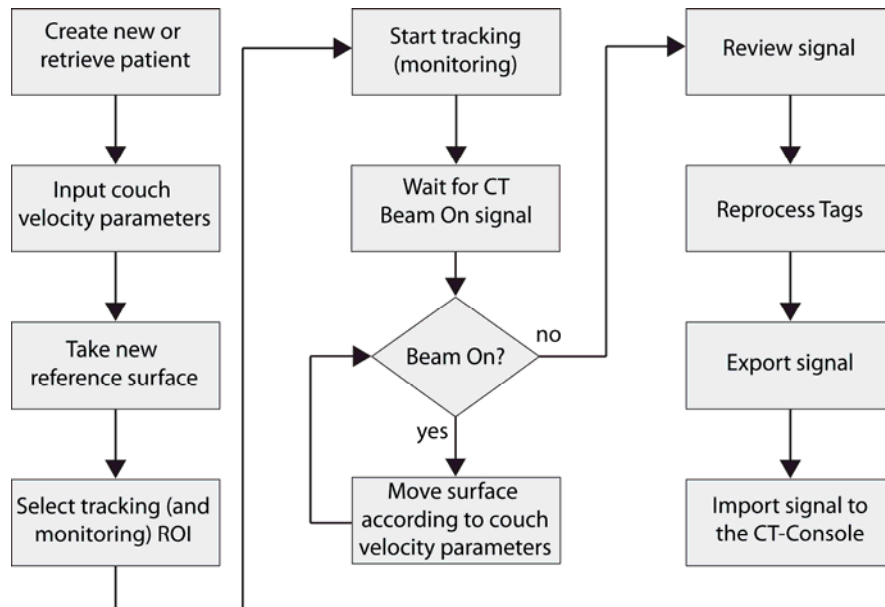 Create new or
retrieve patient
Input couch
velocity parameters
Take new
reference surface
Select tracking (and
monitoring) ROI
Start tracking
(monitoring)
Wait for CT
Beam On signal
Beam On?
no
yes
Move surface
according to couch
velocity parameters
Review signal
Reprocess Tags
Export signal
Import signal to
the CT-Console